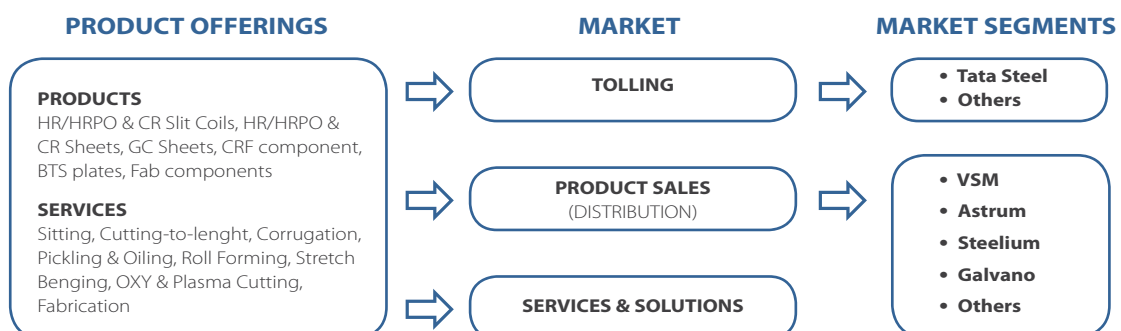 PRODUCT OFFERINGS
PRODUCTS
HR/HRPO & CR Slit Coils, HR/HRPO &
CR Sheets, GC Sheets, CRF component,
BTS plates, Fab components
SERVICES
Sitting, Cutting-to-lenght, Corrugation,
Pickling & Oiling, Roll Forming, Stretch
Benging, OXY & Plasma Cutting,
Fabrication
MARKET
TOLLING
PRODUCT SALES
(DISTRIBUTION)
SERVICES & SOLUTIONS
MARKET SEGMENTS
• Tata Steel
• Others
• VSM
• Astrum
• Steelium
• Galvano
• Others